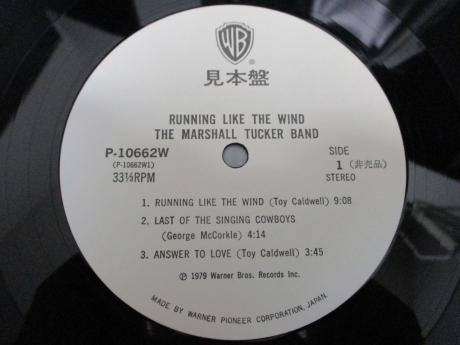 WB
見本盤
RUNNING LIKE THE WIND
THE MARSHALL TUCKER BAND
P-10662W
(P-10662W1)
33⅓RPM
SIDE
1 (非売品)
STEREO
1. RUNNING LIKE THE WIND (Toy Caldwell) 9:08
2. LAST OF THE SINGING COWBOYS
(George McCorkle) 4:14
3. ANSWER TO LOVE (Toy Caldwell) 3:45
Ⓟ 1979 Warner Bros. Records Inc.
MADE BY WARNER PIONEER CORPORATION, JAPAN.